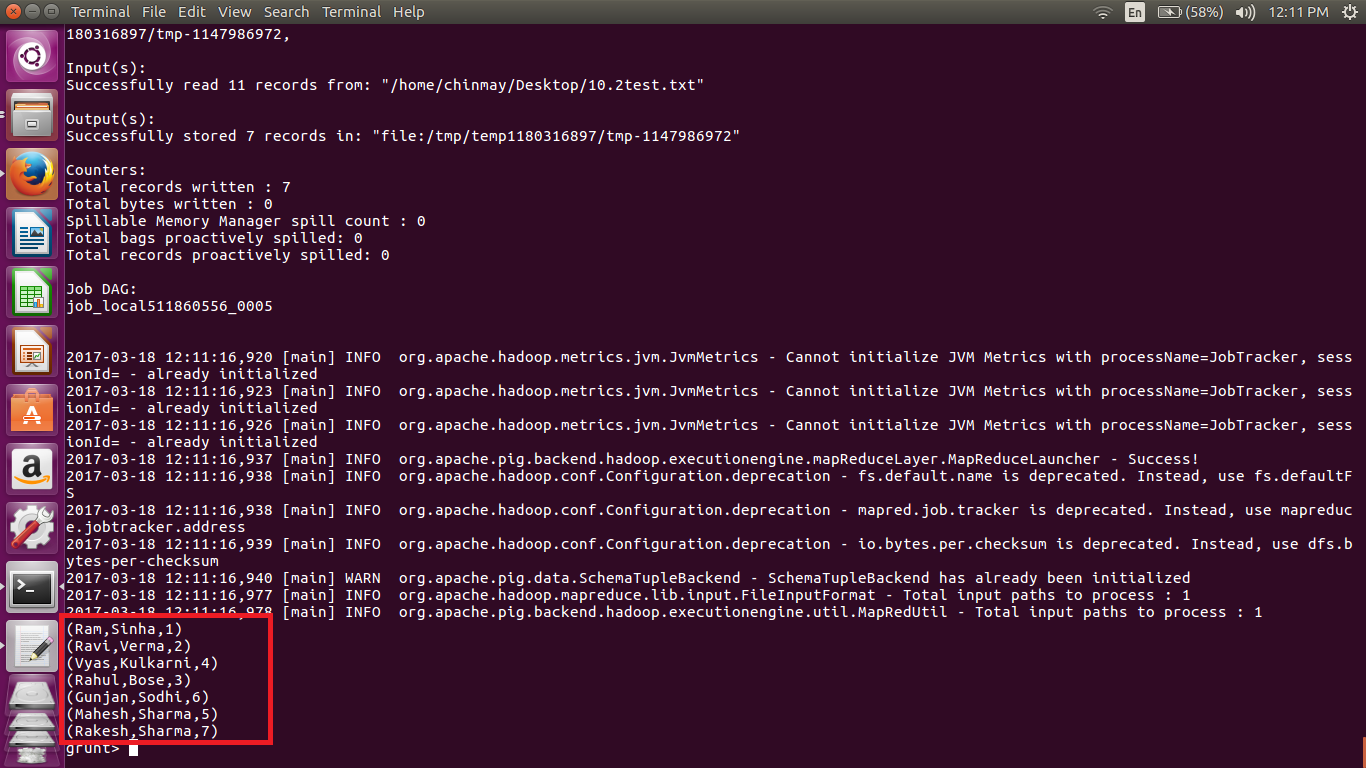 Terminal File Edit View Search Terminal Help En (58%) 12:11 PM
180316897/tmp-1147986972,
Input(s):
Successfully read 11 records from: "/home/chinmay/Desktop/10.2test.txt"
Output(s):
Successfully stored 7 records in: "file:/tmp/temp1180316897/tmp-1147986972"
Counters:
Total records written : 7
Total bytes written : 0
Spillable Memory Manager spill count : 0
Total bags proactively spilled: 0
Total records proactively spilled: 0
Job DAG:
job_local511860556_0005
2017-03-18 12:11:16,920 [main] INFO  org.apache.hadoop.metrics.jvm.JvmMetrics - Cannot initialize JVM Metrics with processName=JobTracker, sess
ionId= - already initialized
2017-03-18 12:11:16,923 [main] INFO  org.apache.hadoop.metrics.jvm.JvmMetrics - Cannot initialize JVM Metrics with processName=JobTracker, sess
ionId= - already initialized
2017-03-18 12:11:16,926 [main] INFO  org.apache.hadoop.metrics.jvm.JvmMetrics - Cannot initialize JVM Metrics with processName=JobTracker, sess
ionId= - already initialized
2017-03-18 12:11:16,937 [main] INFO  org.apache.pig.backend.hadoop.executionengine.mapReduceLayer.MapReduceLauncher - Success!
2017-03-18 12:11:16,938 [main] INFO  org.apache.hadoop.conf.Configuration.deprecation - fs.default.name is deprecated. Instead, use fs.defaultF
S
2017-03-18 12:11:16,938 [main] INFO  org.apache.hadoop.conf.Configuration.deprecation - mapred.job.tracker is deprecated. Instead, use mapreduc
e.jobtracker.address
2017-03-18 12:11:16,939 [main] INFO  org.apache.hadoop.conf.Configuration.deprecation - io.bytes.per.checksum is deprecated. Instead, use dfs.b
ytes-per-checksum
2017-03-18 12:11:16,940 [main] WARN  org.apache.pig.data.SchemaTupleBackend - SchemaTupleBackend has already been initialized
2017-03-18 12:11:16,977 [main] INFO  org.apache.hadoop.mapreduce.lib.input.FileInputFormat - Total input paths to process : 1
2017-03-18 12:11:16,978 [main] INFO  org.apache.pig.backend.hadoop.executionengine.util.MapRedUtil - Total input paths to process : 1
(Ram,Sinha,1)
(Ravi,Verma,2)
(Vyas,Kulkarni,4)
(Rahul,Bose,3)
(Gunjan,Sodhi,6)
(Mahesh,Sharma,5)
(Rakesh,Sharma,7)
grunt>